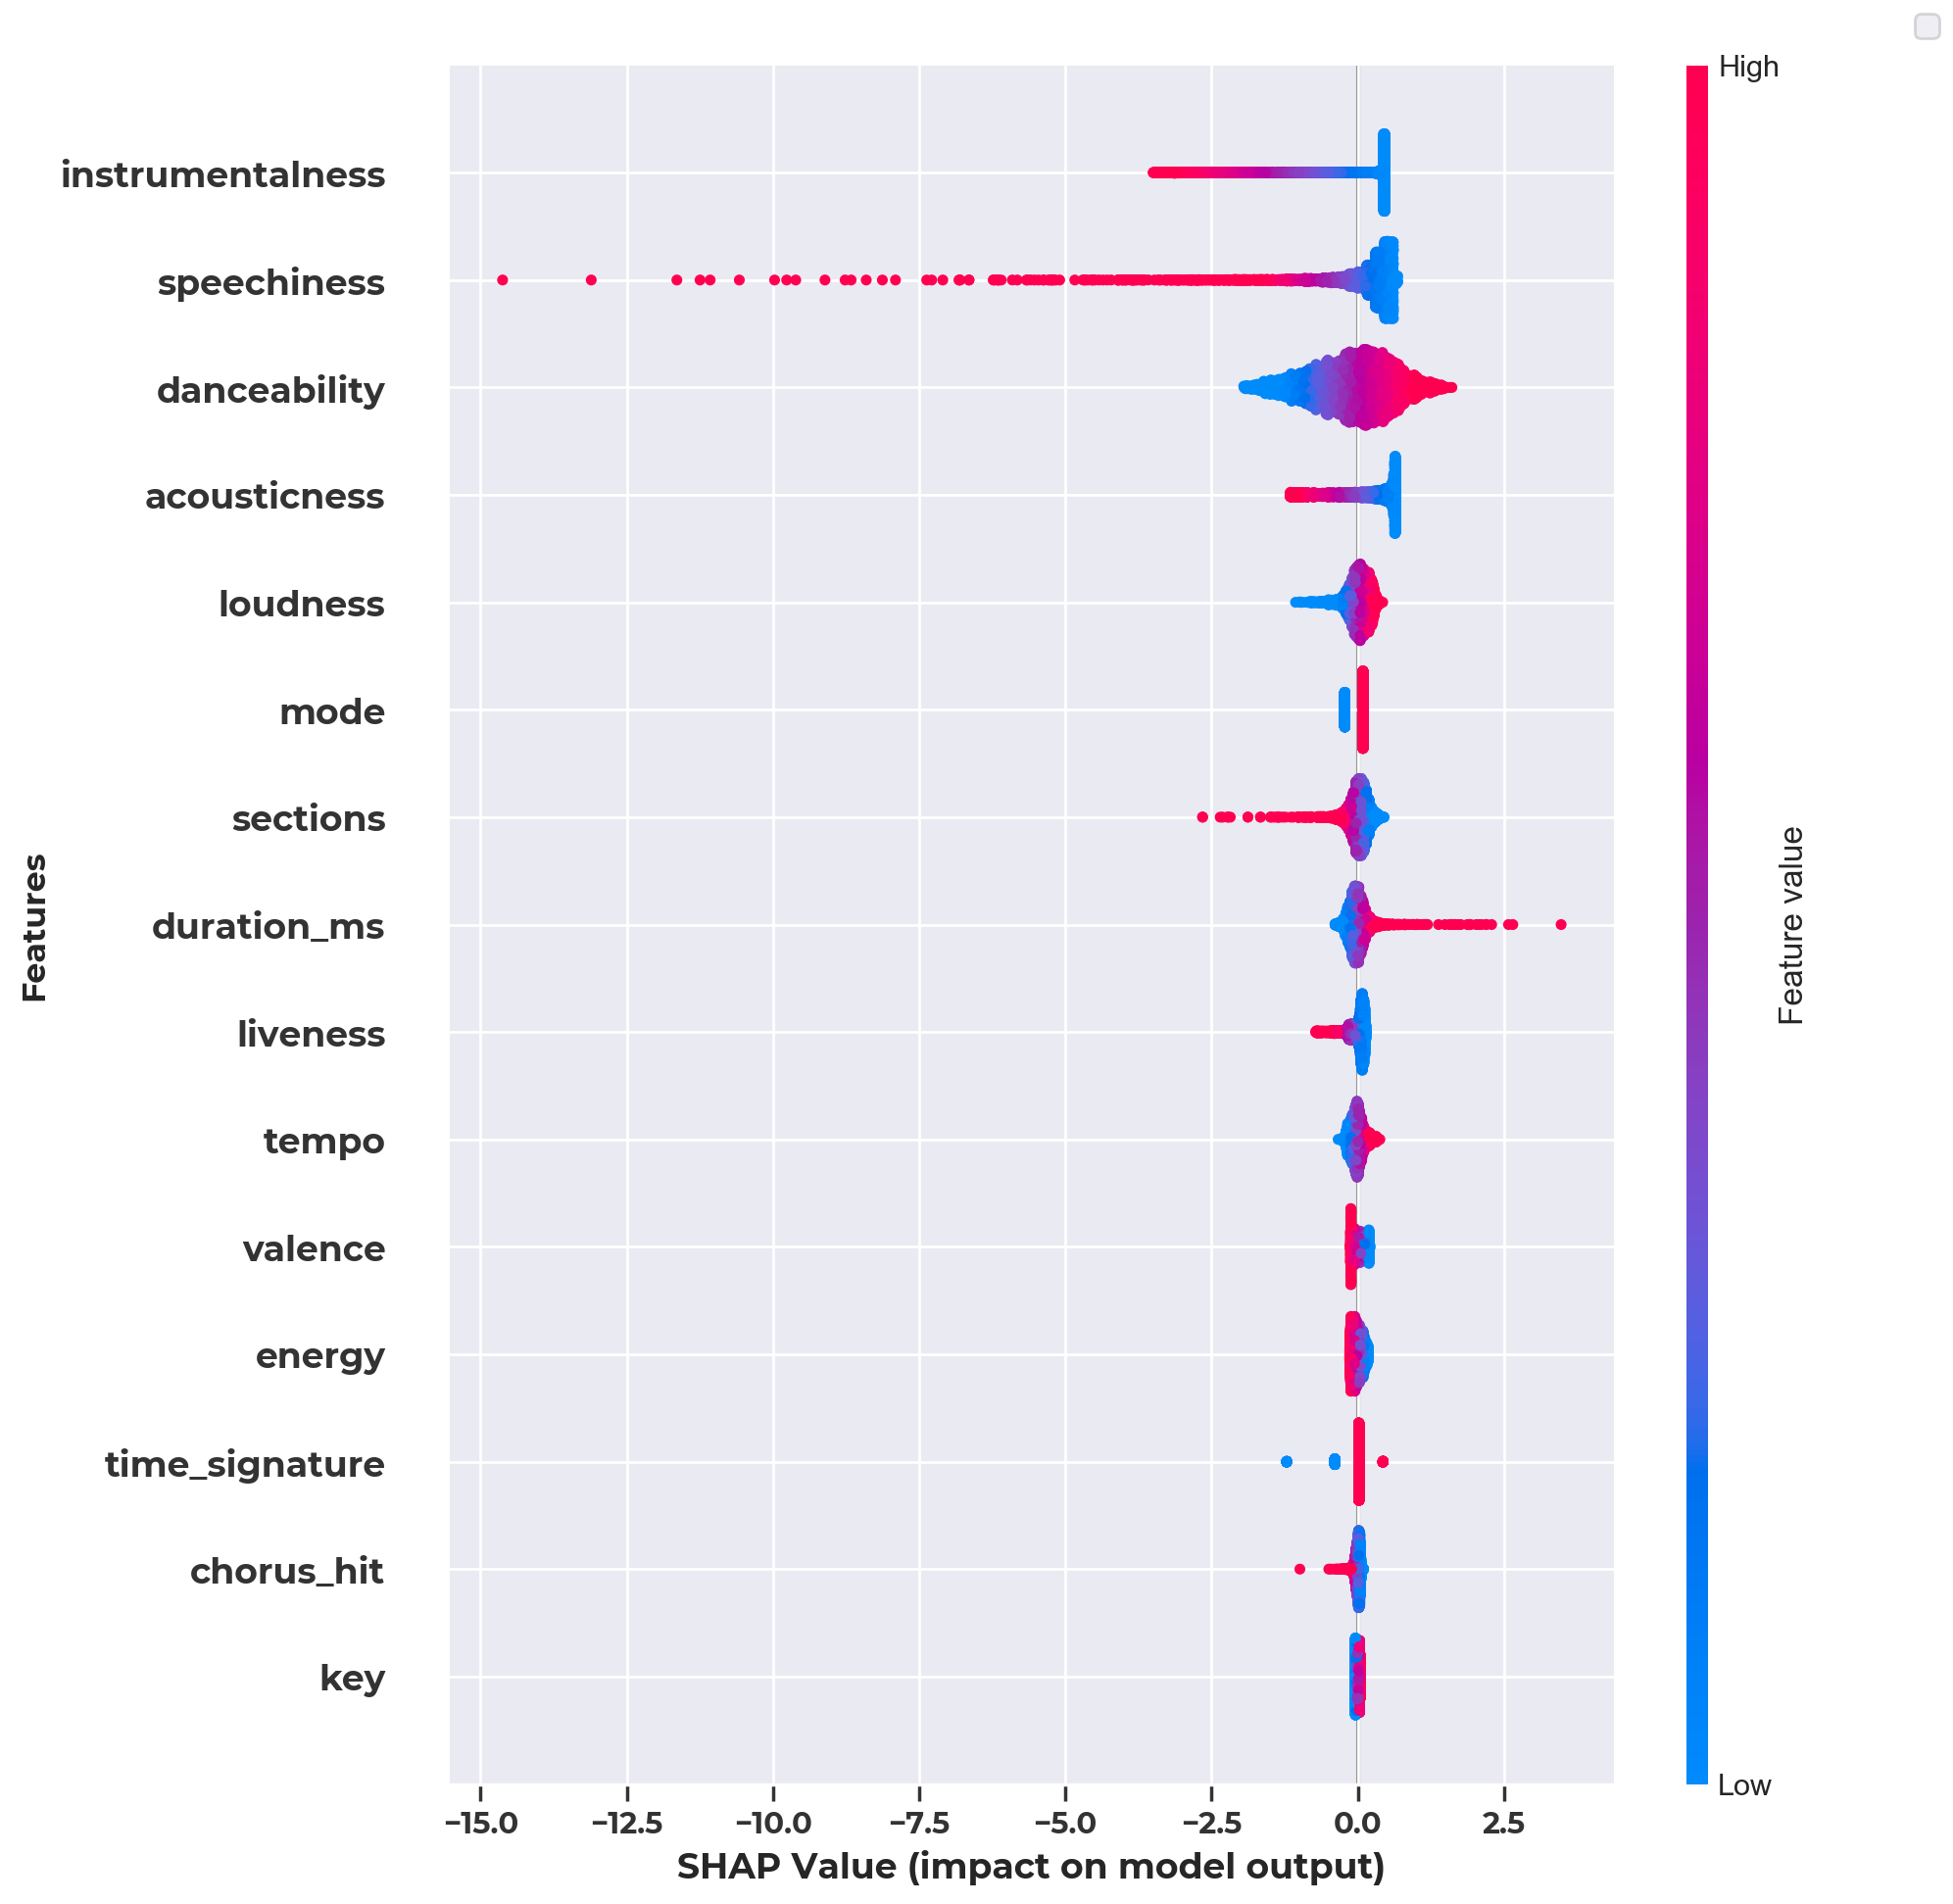 High
instrumentalness
speechiness
danceability
acousticness
loudness
mode
sections
duration_ms
liveness
tempo
valence
energy
time_signature
chorus_hit
key
Features
Feature value
Low
−15.0 −12.5 −10.0 −7.5 −5.0 −2.5 0.0 2.5
SHAP Value (impact on model output)